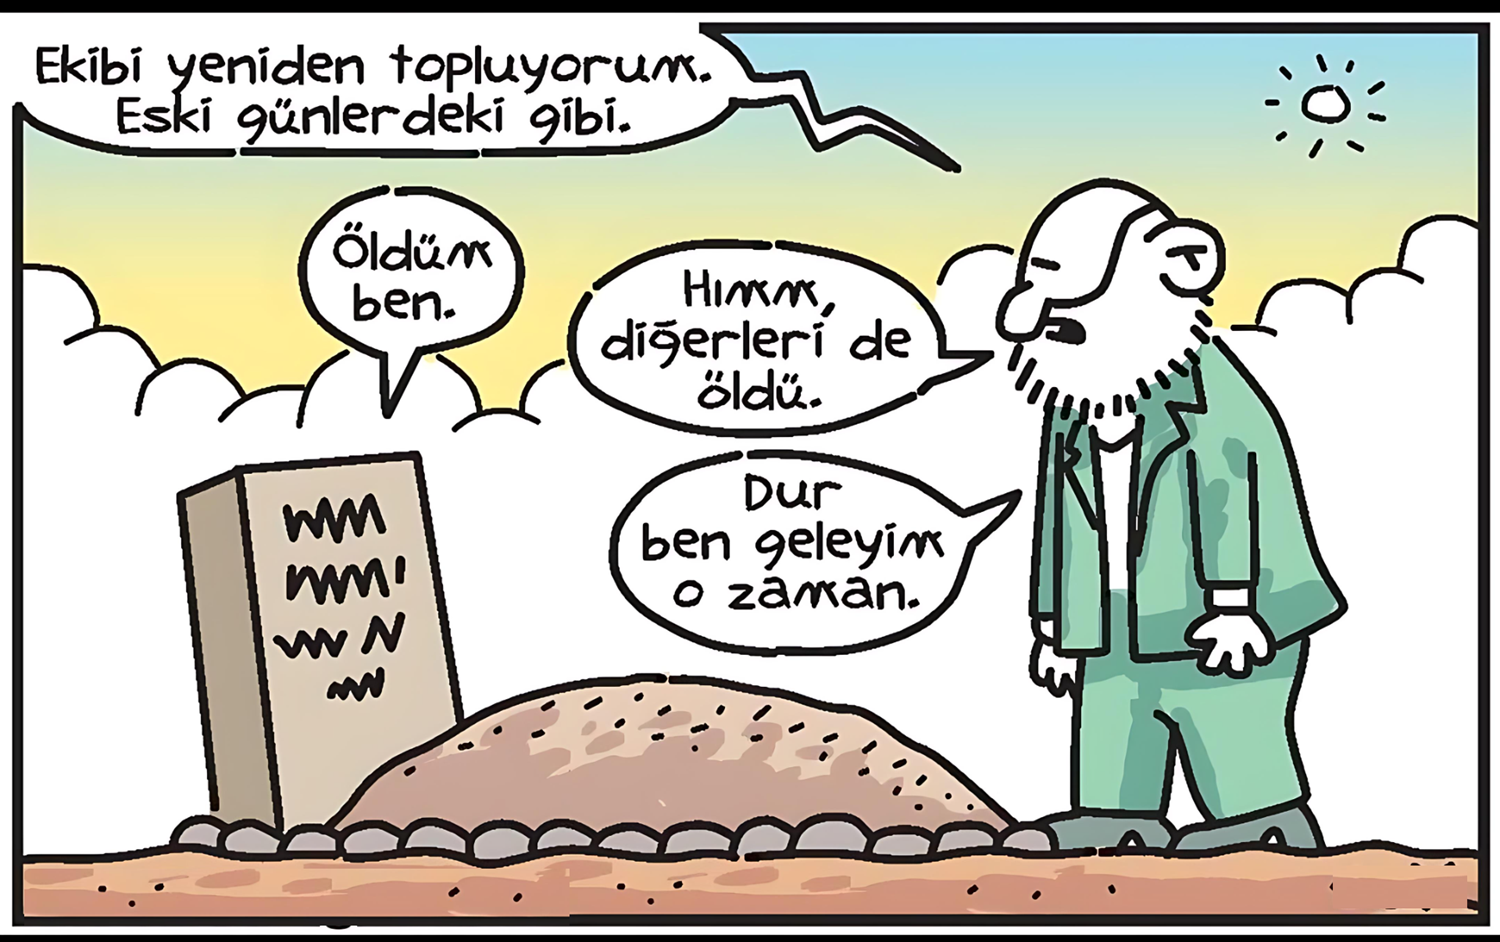 Ekibi yeniden topluyorum.
Eski günlerdeki gibi.
Öldüm
ben.
Hımm,
diğerleri de
öldü.
Dur
ben geleyim
o zaman.